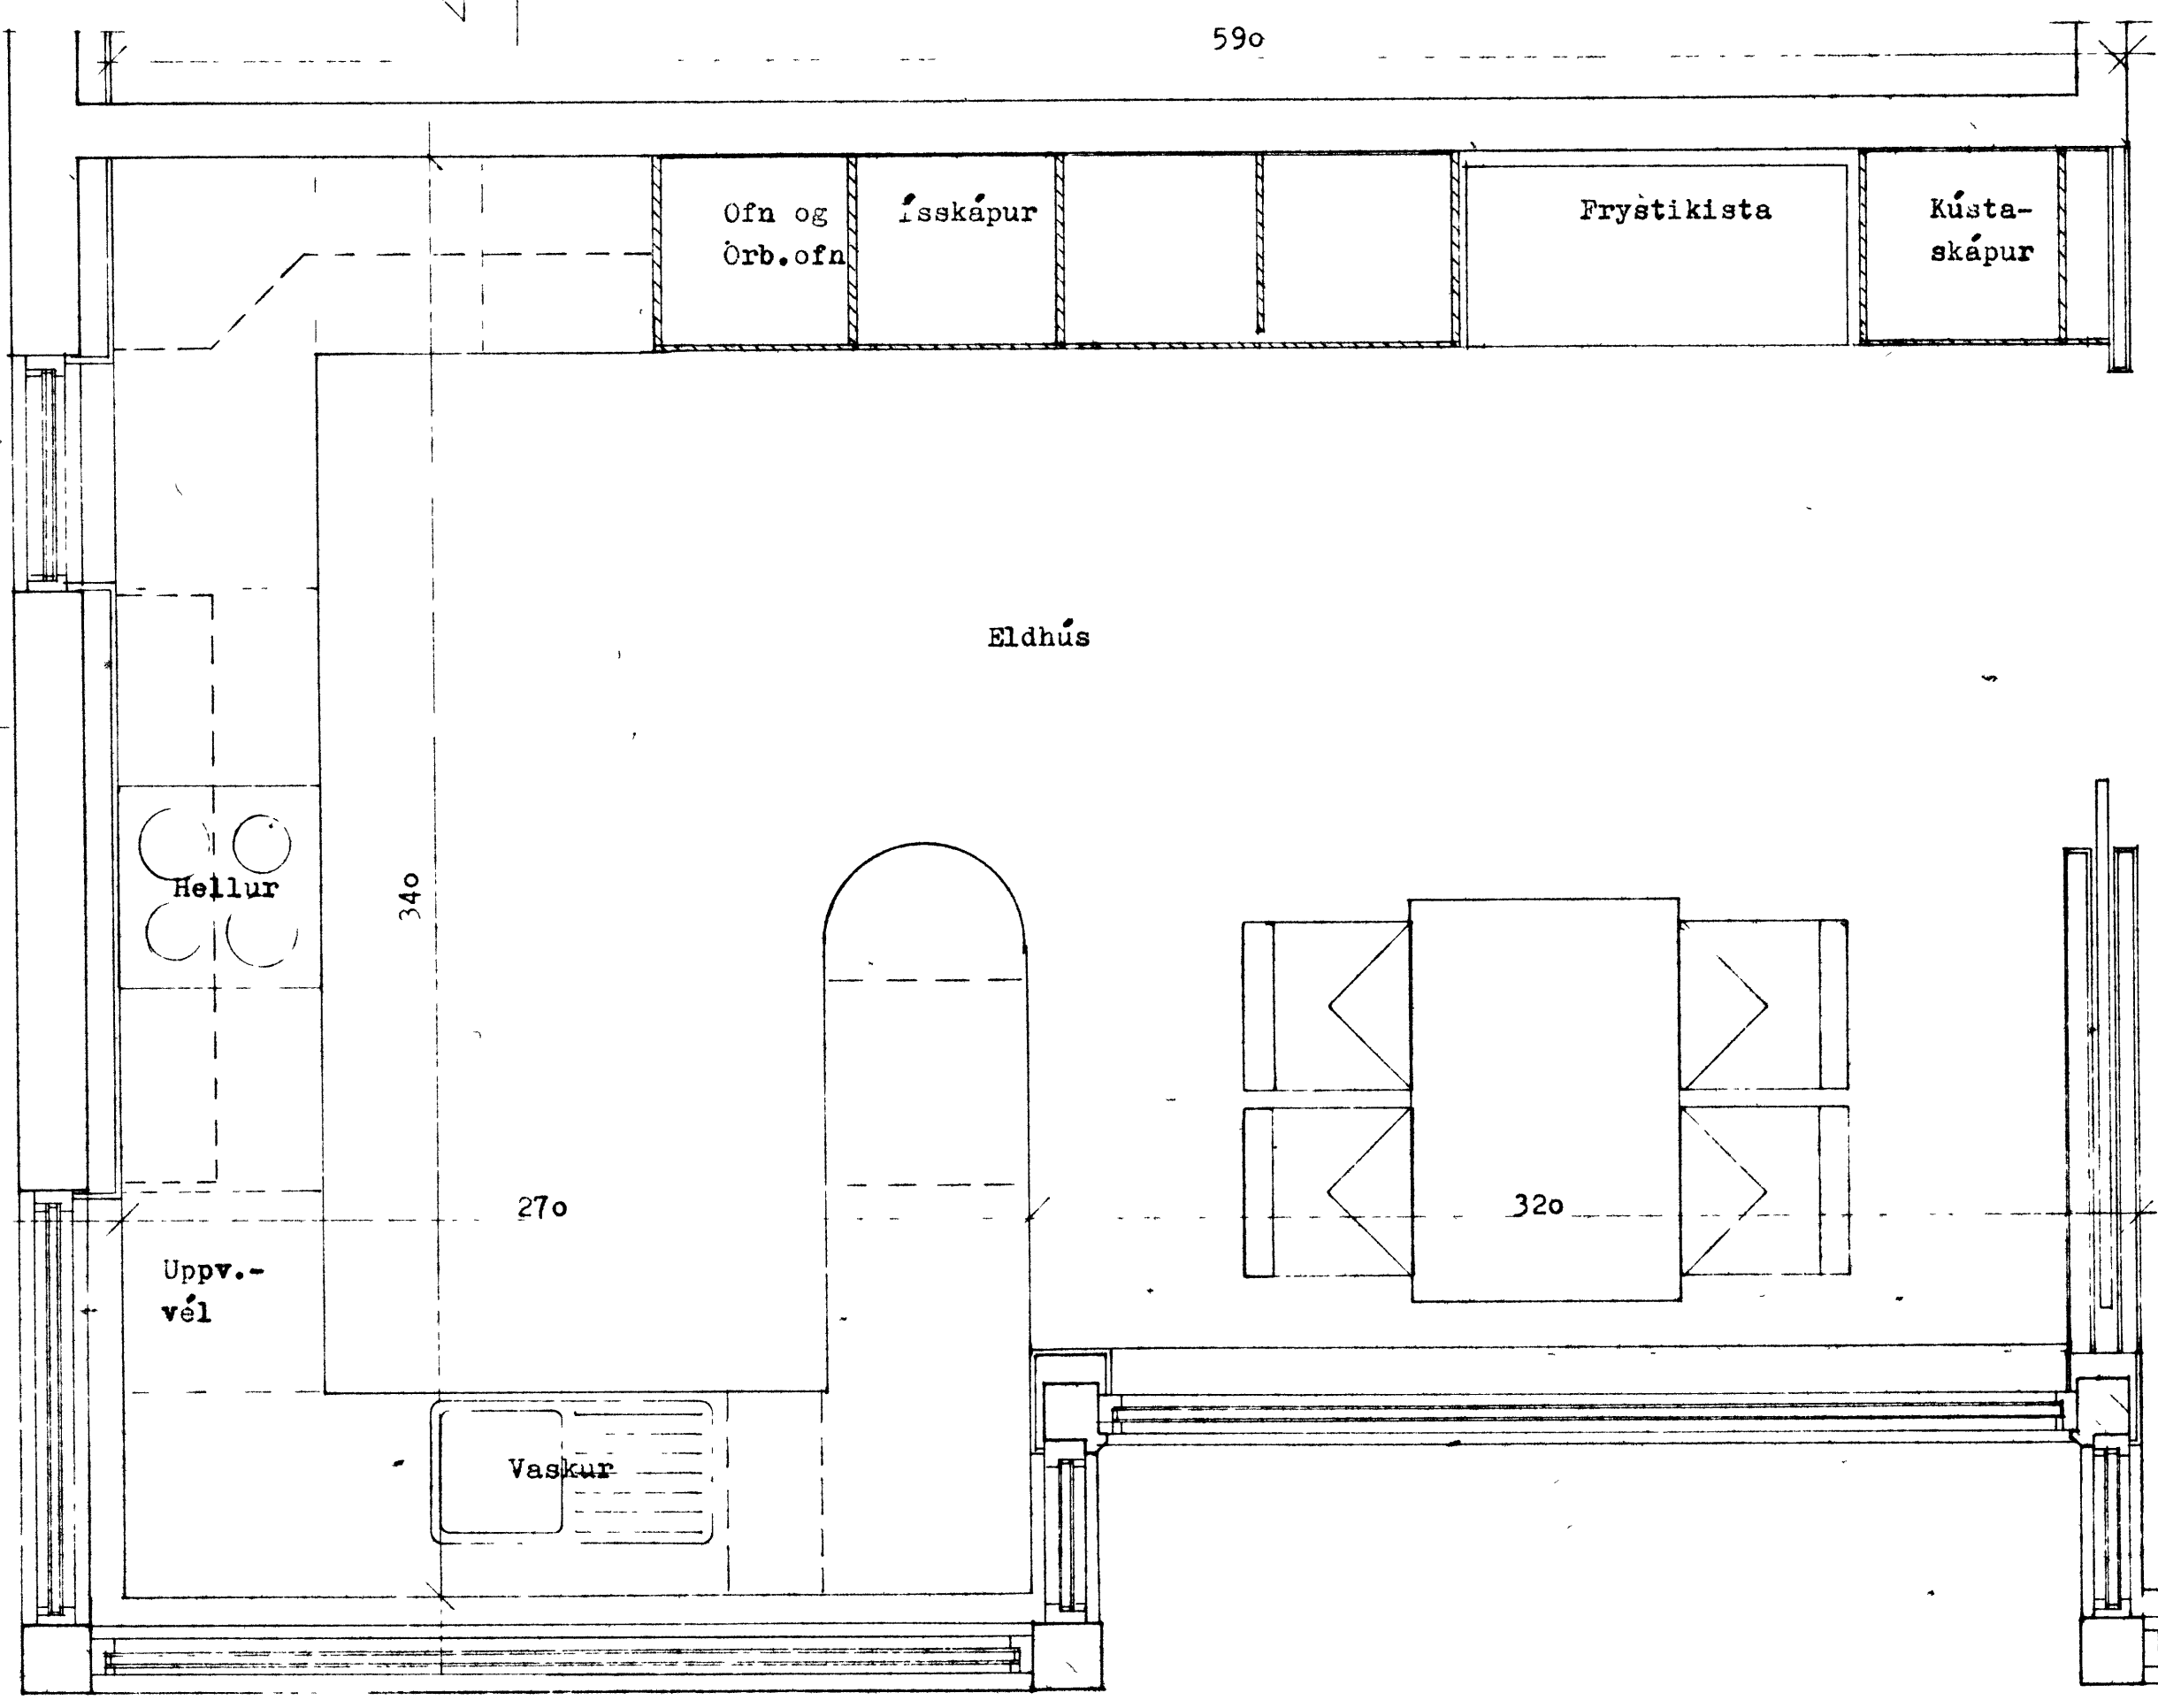 59o
Ofn og
Örb.ofn
Ísskápur
Frystikista
Kústa-
skápur
Eldhús
Hellur
34o
27o
32o
Uppv.-
vél
Vaskur